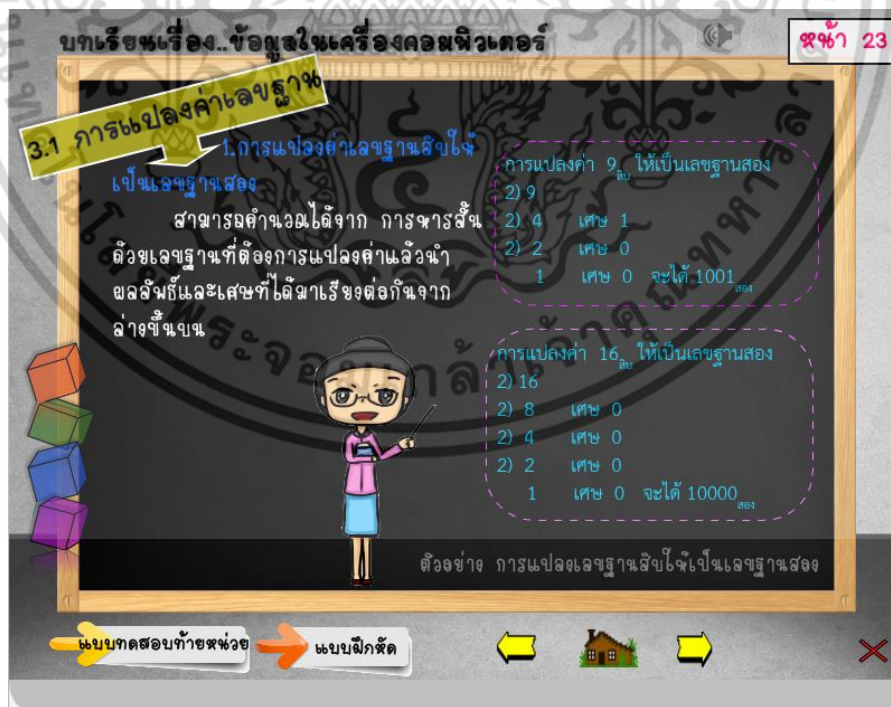 บทเรียนเรื่อง..ข้อมูลในเครื่องคอมพิวเตอร์
หน้า 23
3.1 การแปลงค่าเลขฐาน
1.การแปลงค่าเลขฐานสิบให้
เป็นเลขฐานสอง
สามารถคำนวณได้จาก การหารสั้น
ด้วยเลขฐานที่ต้องการแปลงค่าแล้วนำ
ผลลัพธ์และเศษที่ได้มาเรียงต่อกันจาก
ล่างขึ้นบน
การแปลงค่า 9สิบ ให้เป็นเลขฐานสอง
2) 9
2) 4 เศษ 1
2) 2 เศษ 0
1 เศษ 0 จะได้ 1001สอง
การแปลงค่า 16สิบ ให้เป็นเลขฐานสอง
2) 16
2) 8 เศษ 0
2) 4 เศษ 0
2) 2 เศษ 0
1 เศษ 0 จะได้ 10000สอง
ตัวอย่าง การแปลงเลขฐานสิบให้เป็นเลขฐานสอง
แบบทดสอบท้ายหน่วย
แบบฝึกหัด